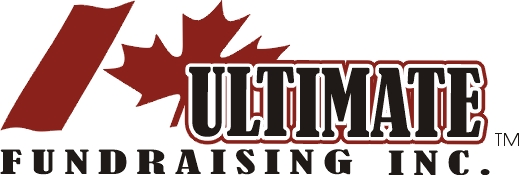 ULTIMATE ™
FUNDRAISING INC.